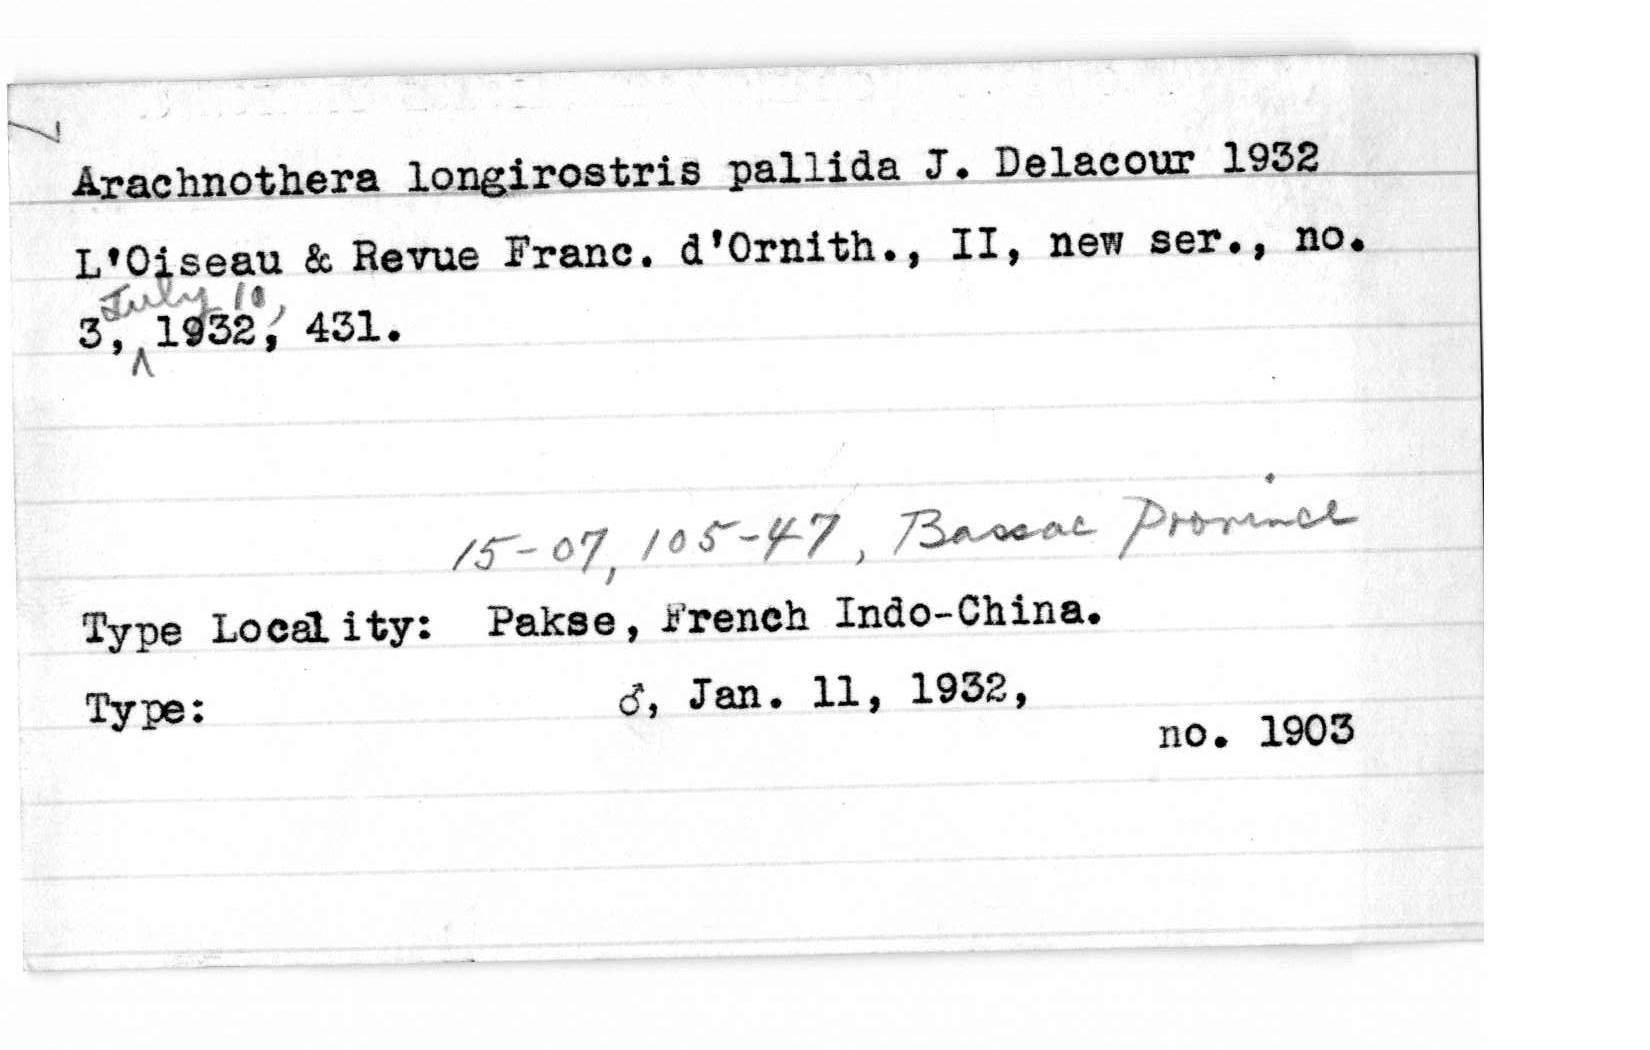 Arachnothera longirostris pallida J. Delacour 1932
L'Oiseau & Revue Franc. d'Ornith., II, new ser., no.
July 10,
3, ^ 1932, 431.
15-07, 105-47, Bassac Province
Type Locality: Pakse, French Indo-China.
Type: ♂, Jan. 11, 1932,
no. 1903